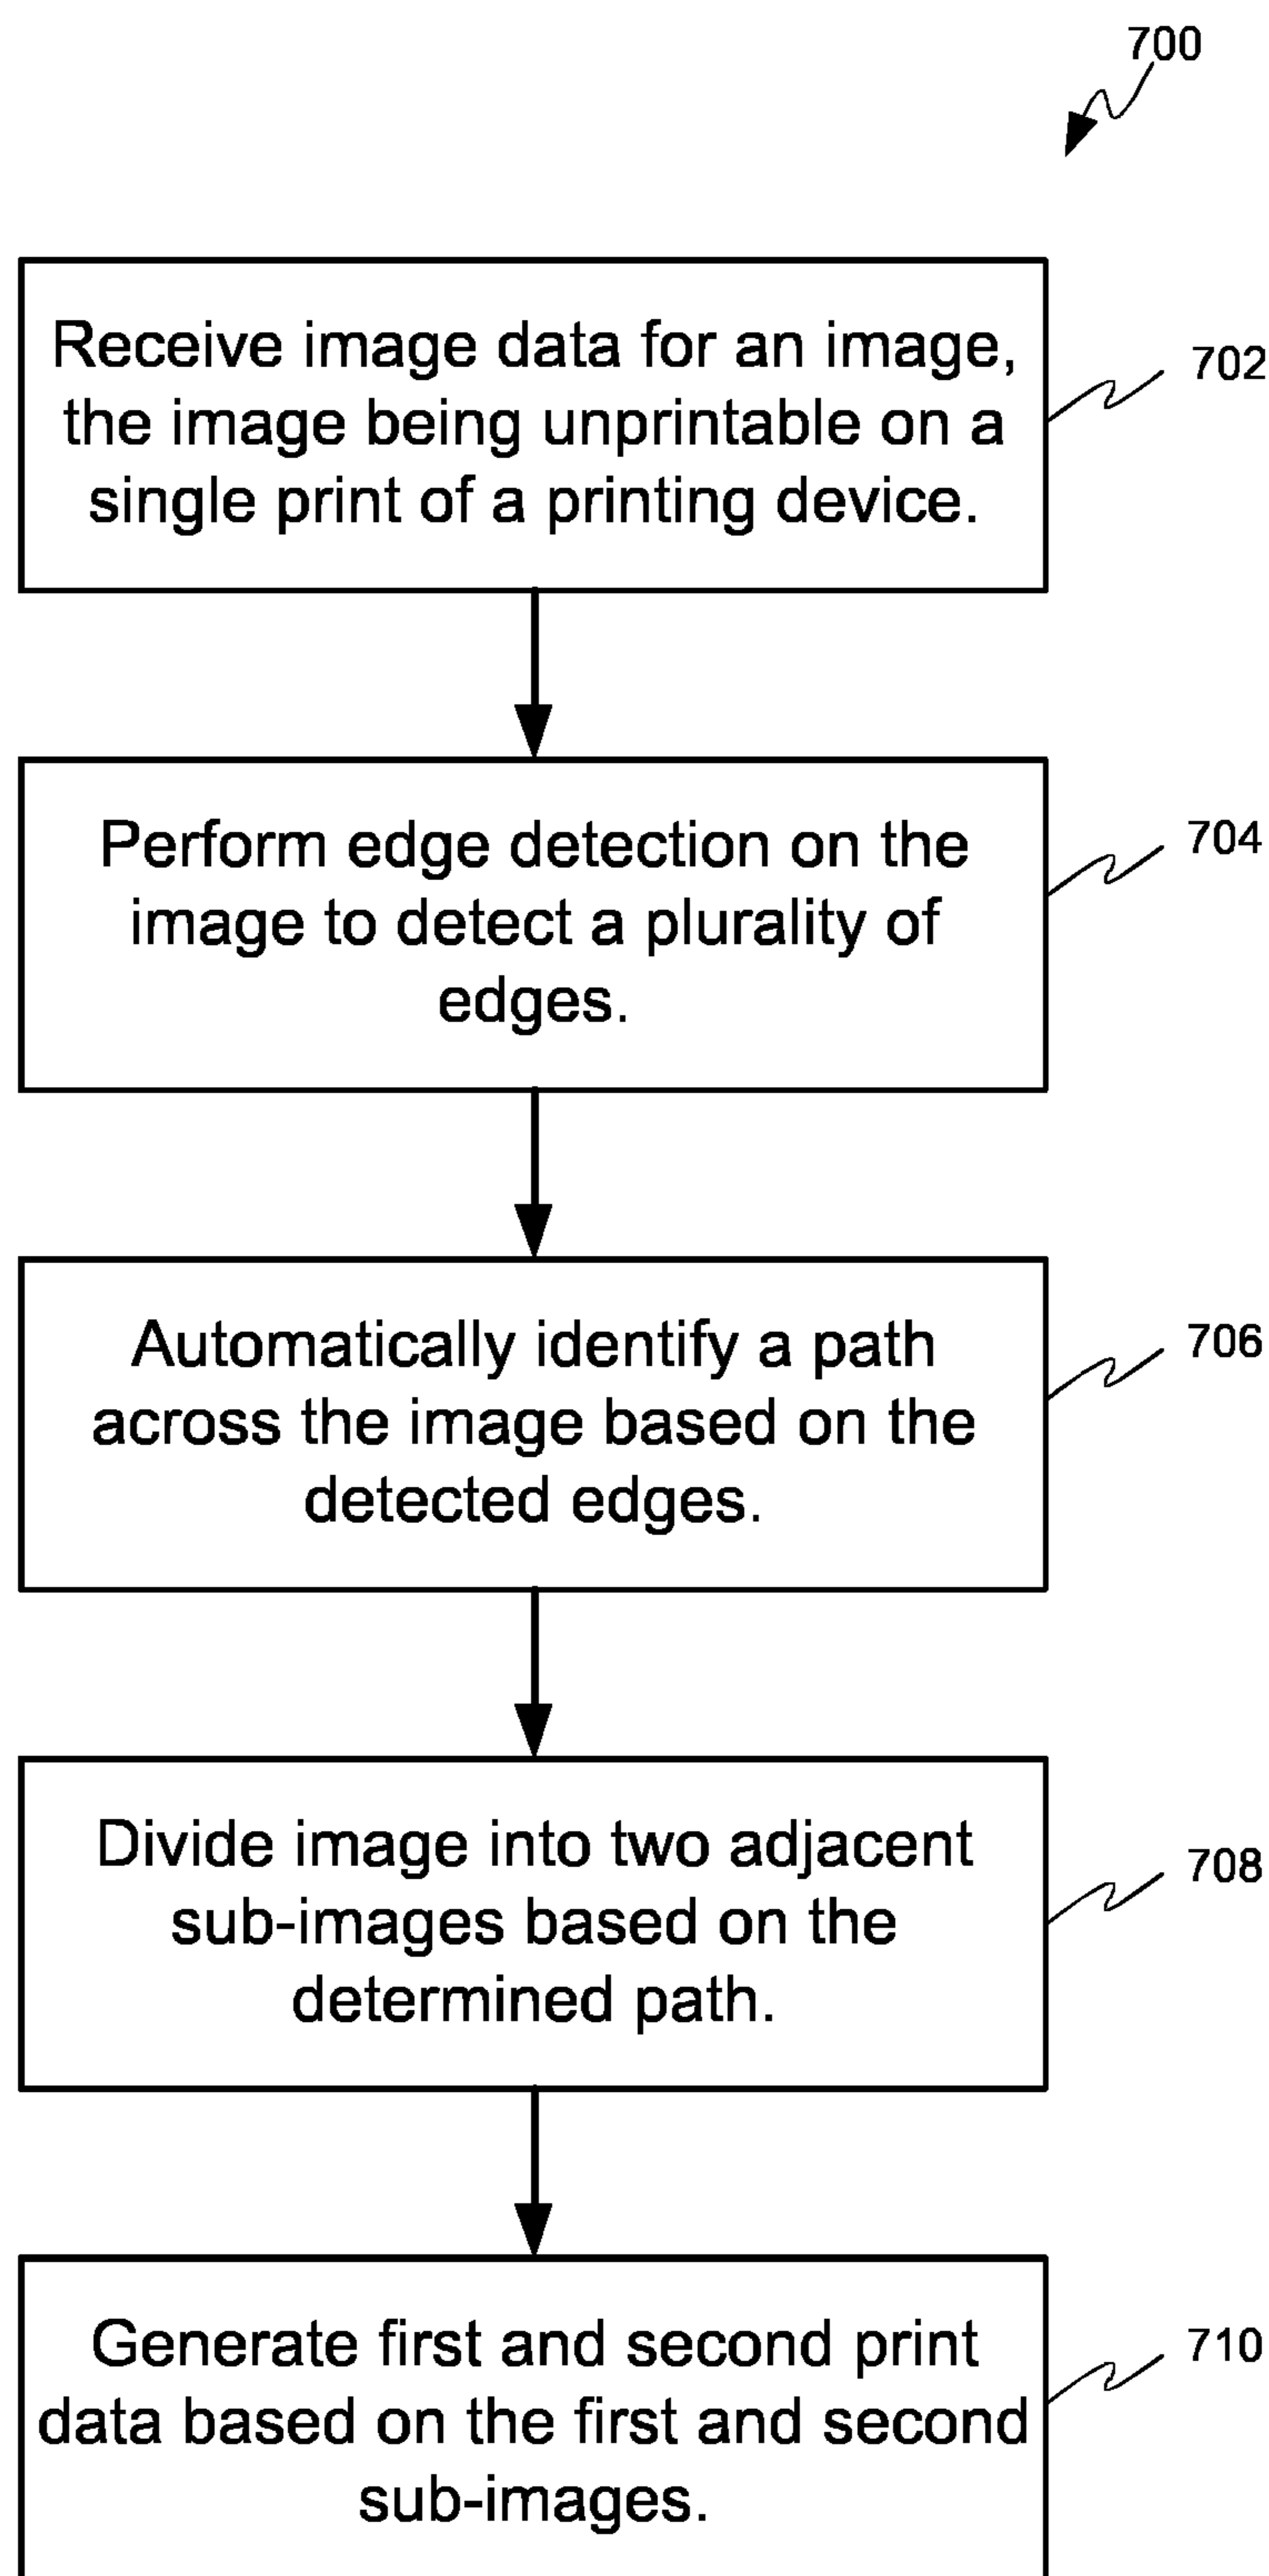 700
Receive image data for an image,
the image being unprintable on a
single print of a printing device.
702
Perform edge detection on the
image to detect a plurality of
edges.
704
Automatically identify a path
across the image based on the
detected edges.
706
Divide image into two adjacent
sub-images based on the
determined path.
708
Generate first and second print
data based on the first and second
sub-images.
710